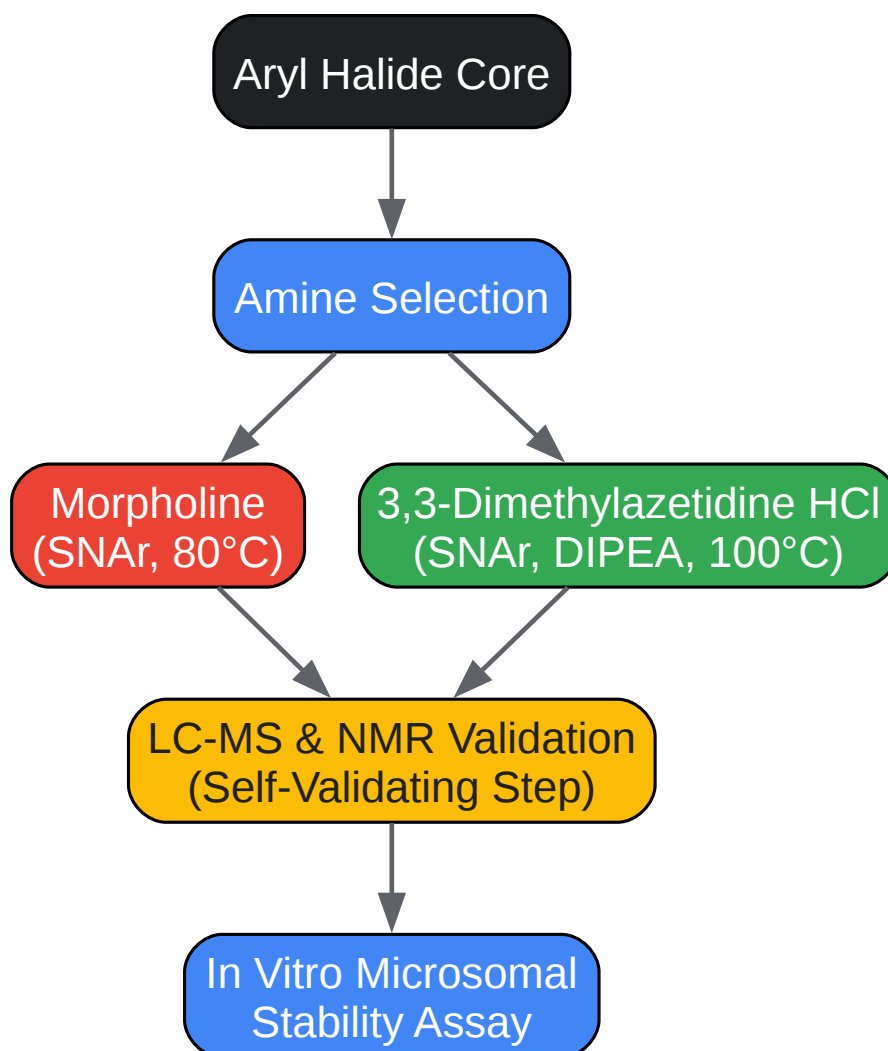 Aryl Halide Core
Amine Selection
Morpholine
(SNAr, 80°C)
3,3-Dimethylazetidine HCl
(SNAr, DIPEA, 100°C)
LC-MS & NMR Validation
(Self-Validating Step)
In Vitro Microsomal
Stability Assay